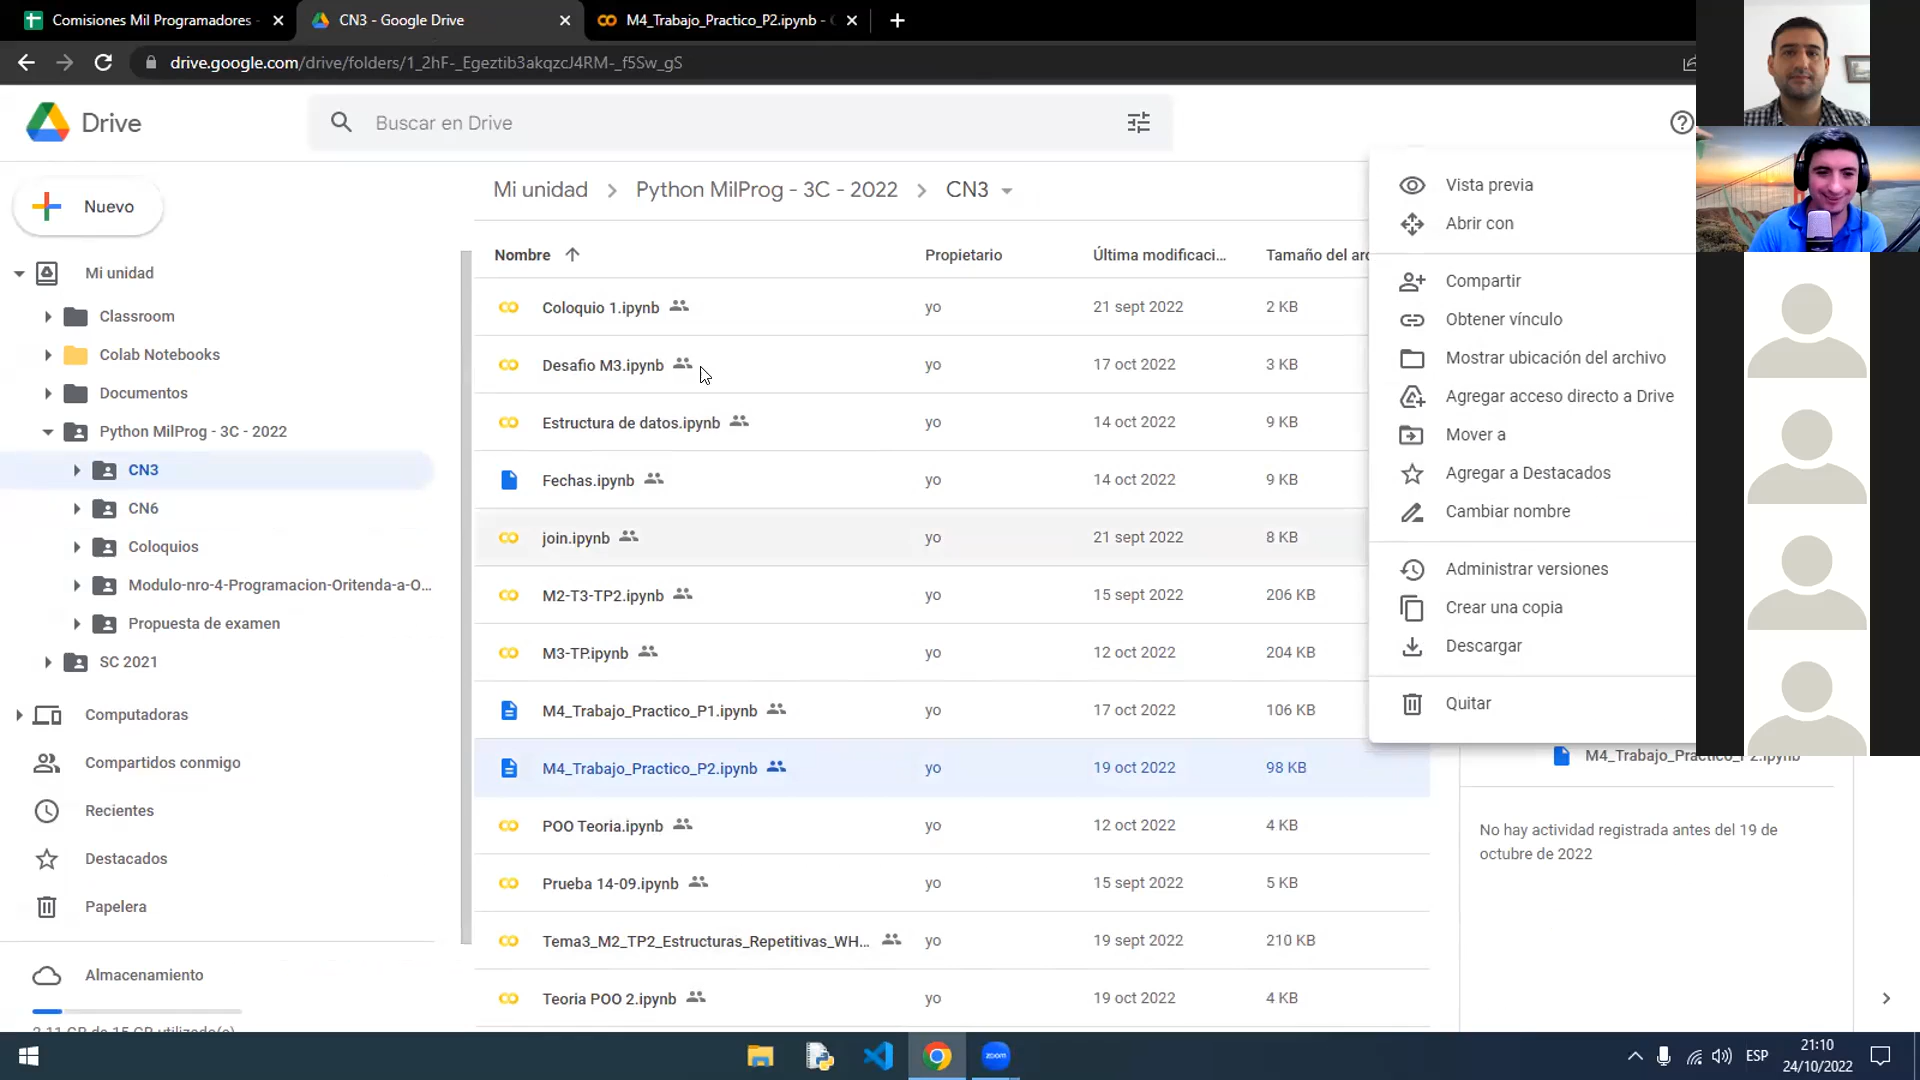 Comisiones Mil Programadores
CN3 - Google Drive
M4_Trabajo_Practico_P2.ipynb -
drive.google.com/drive/folders/1_2hF-_Egeztib3akqzcJ4RM-_f5Sw_gS
Drive
Buscar en Drive
Nuevo
Mi unidad
Classroom
Colab Notebooks
Documentos
Python MilProg - 3C - 2022
CN3
CN6
Coloquios
Modulo-nro-4-Programacion-Oritenda-a-O...
Propuesta de examen
SC 2021
Computadoras
Compartidos conmigo
Recientes
Destacados
Papelera
Almacenamiento
2,11 GB de 15 GB utilizado(s)
Mi unidad > Python MilProg - 3C - 2022 > CN3
Nombre Propietario Última modificaci... Tamaño del arc
Coloquio 1.ipynb yo 21 sept 2022 2 KB
Desafio M3.ipynb yo 17 oct 2022 3 KB
Estructura de datos.ipynb yo 14 oct 2022 9 KB
Fechas.ipynb yo 14 oct 2022 9 KB
join.ipynb yo 21 sept 2022 8 KB
M2-T3-TP2.ipynb yo 15 sept 2022 206 KB
M3-TP.ipynb yo 12 oct 2022 204 KB
M4_Trabajo_Practico_P1.ipynb yo 17 oct 2022 106 KB
M4_Trabajo_Practico_P2.ipynb yo 19 oct 2022 98 KB
POO Teoria.ipynb yo 12 oct 2022 4 KB
Prueba 14-09.ipynb yo 15 sept 2022 5 KB
Tema3_M2_TP2_Estructuras_Repetitivas_WH... yo 19 sept 2022 210 KB
Teoria POO 2.ipynb yo 19 oct 2022 4 KB
Vista previa
Abrir con
Compartir
Obtener vínculo
Mostrar ubicación del archivo
Agregar acceso directo a Drive
Mover a
Agregar a Destacados
Cambiar nombre
Administrar versiones
Crear una copia
Descargar
Quitar
M4_Trabajo_Practico_P2.ipynb
No hay actividad registrada antes del 19 de
octubre de 2022
zoom
ESP
21:10
24/10/2022